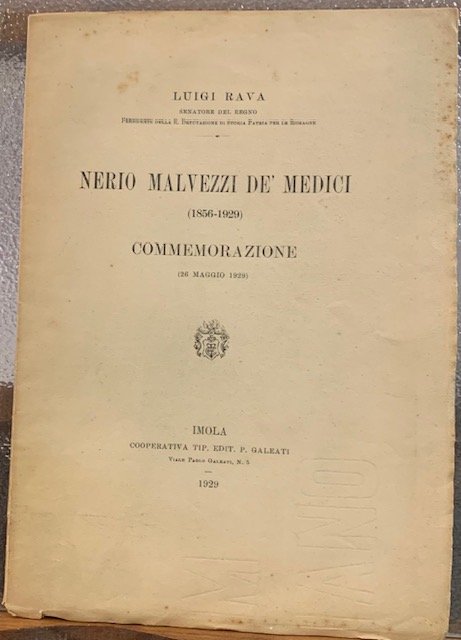 LUIGI RAVA
SENATORE DEL REGNO
PRESIDENTE DELLA R. DEPUTAZIONE DI STORIA PATRIA PER LE ROMAGNE
NERIO MALVEZZI DE' MEDICI
(1856-1929)
COMMEMORAZIONE
(26 MAGGIO 1929)
IMOLA
COOPERATIVA TIP. EDIT. P. GALEATI
VIALE PAOLO GALEATI, N. 5
1929